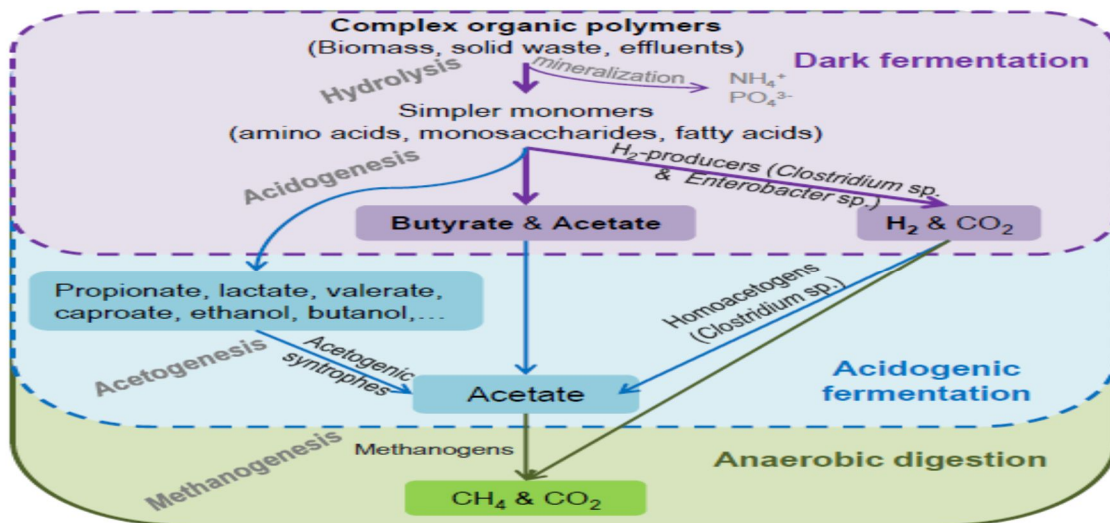 Complex organic polymers
(Biomass, solid waste, effluents)
Dark fermentation
Hydrolysis
mineralization
NH₄⁺
PO₄³⁻
Simpler monomers
(amino acids, monosaccharides, fatty acids)
Acidogenesis
H₂-producers (Clostridium sp.
& Enterobacter sp.)
Butyrate & Acetate
H₂ & CO₂
Propionate, lactate, valerate,
caproate, ethanol, butanol,...
Homoacetogens
(Clostridium sp.)
Acetogenesis
Acetogenic
syntrophes
Acetate
Acidogenic
fermentation
Methanogenesis
Methanogens
Anaerobic digestion
CH₄ & CO₂